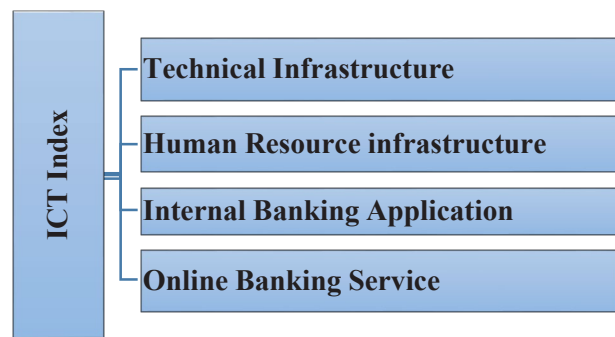 ICT Index
Technical Infrastructure
Human Resource infrastructure
Internal Banking Application
Online Banking Service